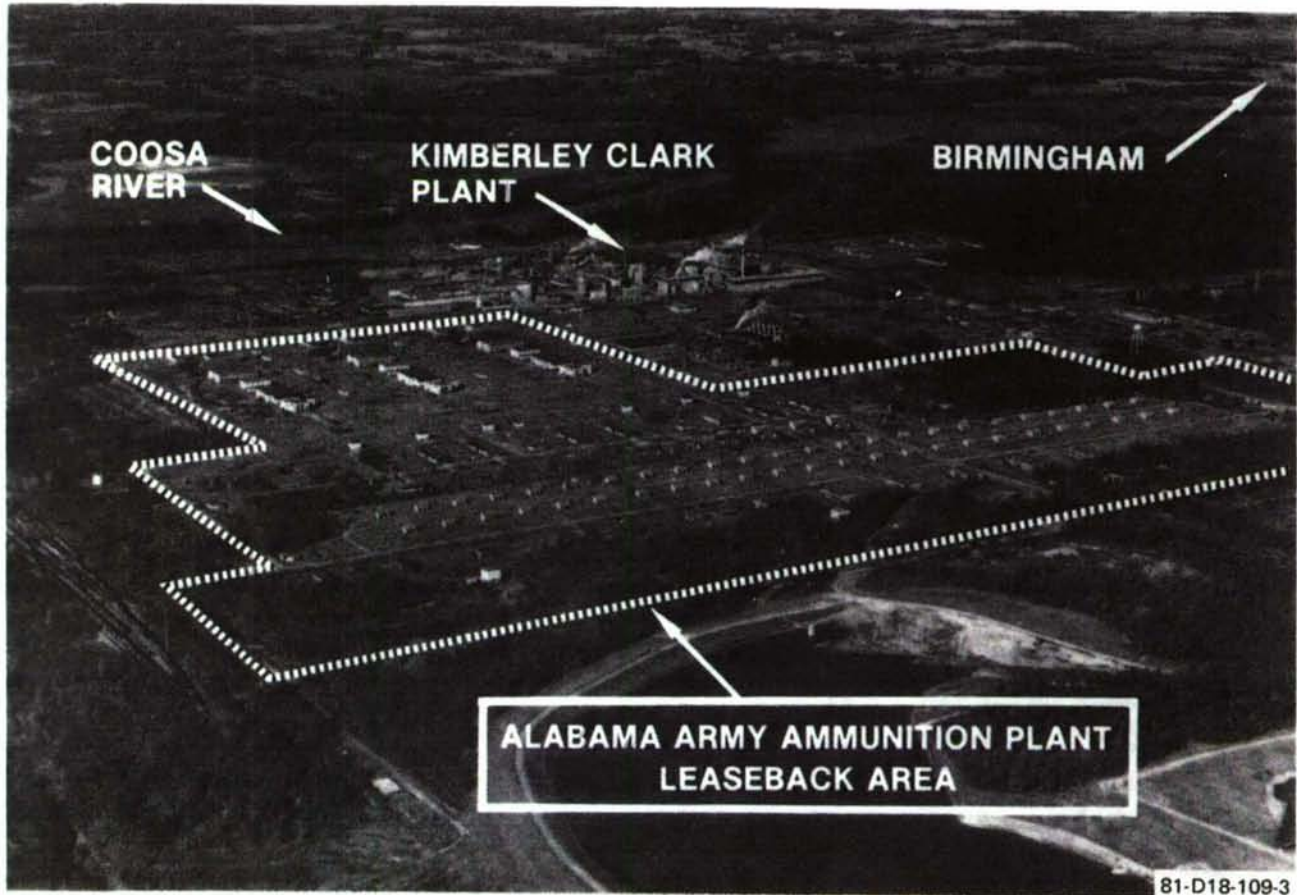 COOSA
RIVER
KIMBERLEY CLARK
PLANT
BIRMINGHAM
ALABAMA ARMY AMMUNITION PLANT
LEASEBACK AREA
81-D18-109-3